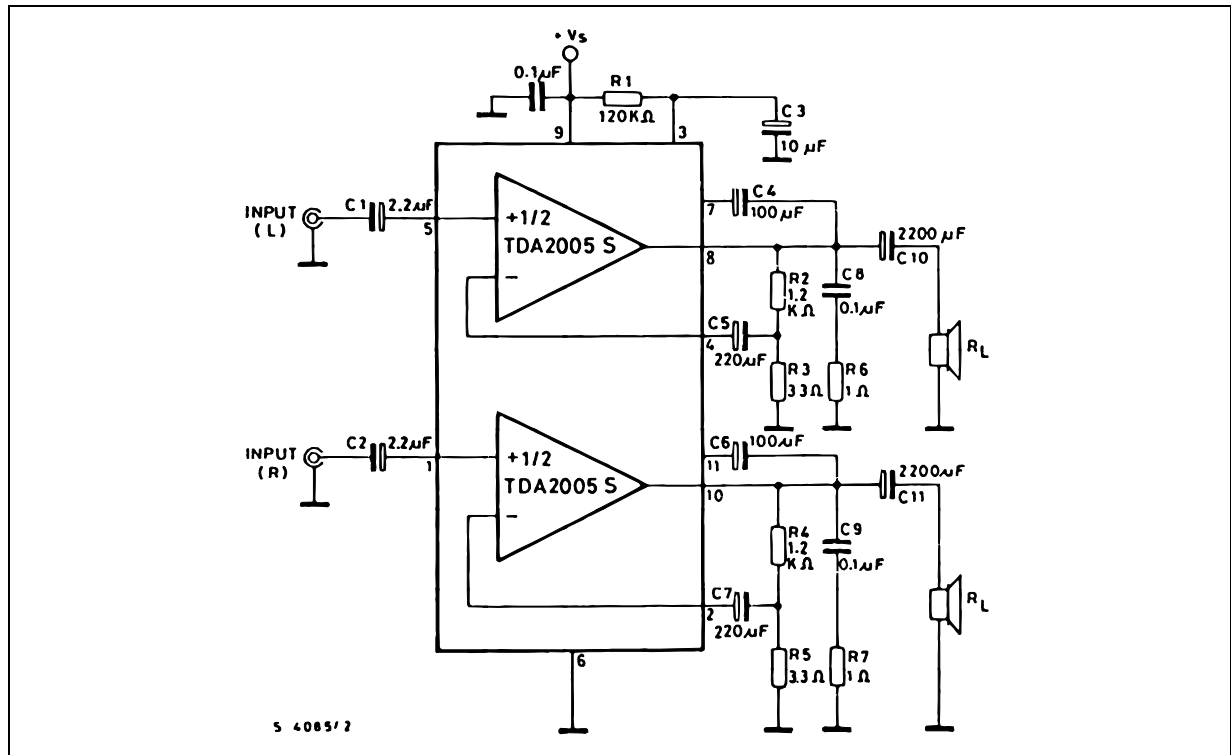 + Vs
0.1µF
R1
120KΩ
C3
10 µF
9
3
INPUT
(L)
C1
2.2µF
5
+1/2
TDA2005 S
−
7
C4
100µF
8
2200 µF
C10
R2
1.2
KΩ
C8
0.1µF
C5
4
220µF
R3
3.3Ω
R6
1Ω
RL
INPUT
(R)
C2
2.2µF
1
+1/2
TDA2005 S
−
C6
100µF
11
10
2200µF
C11
R4
1.2
KΩ
C9
0.1µF
C7
2
220µF
R5
3.3Ω
R7
1Ω
RL
6
S 4085/2